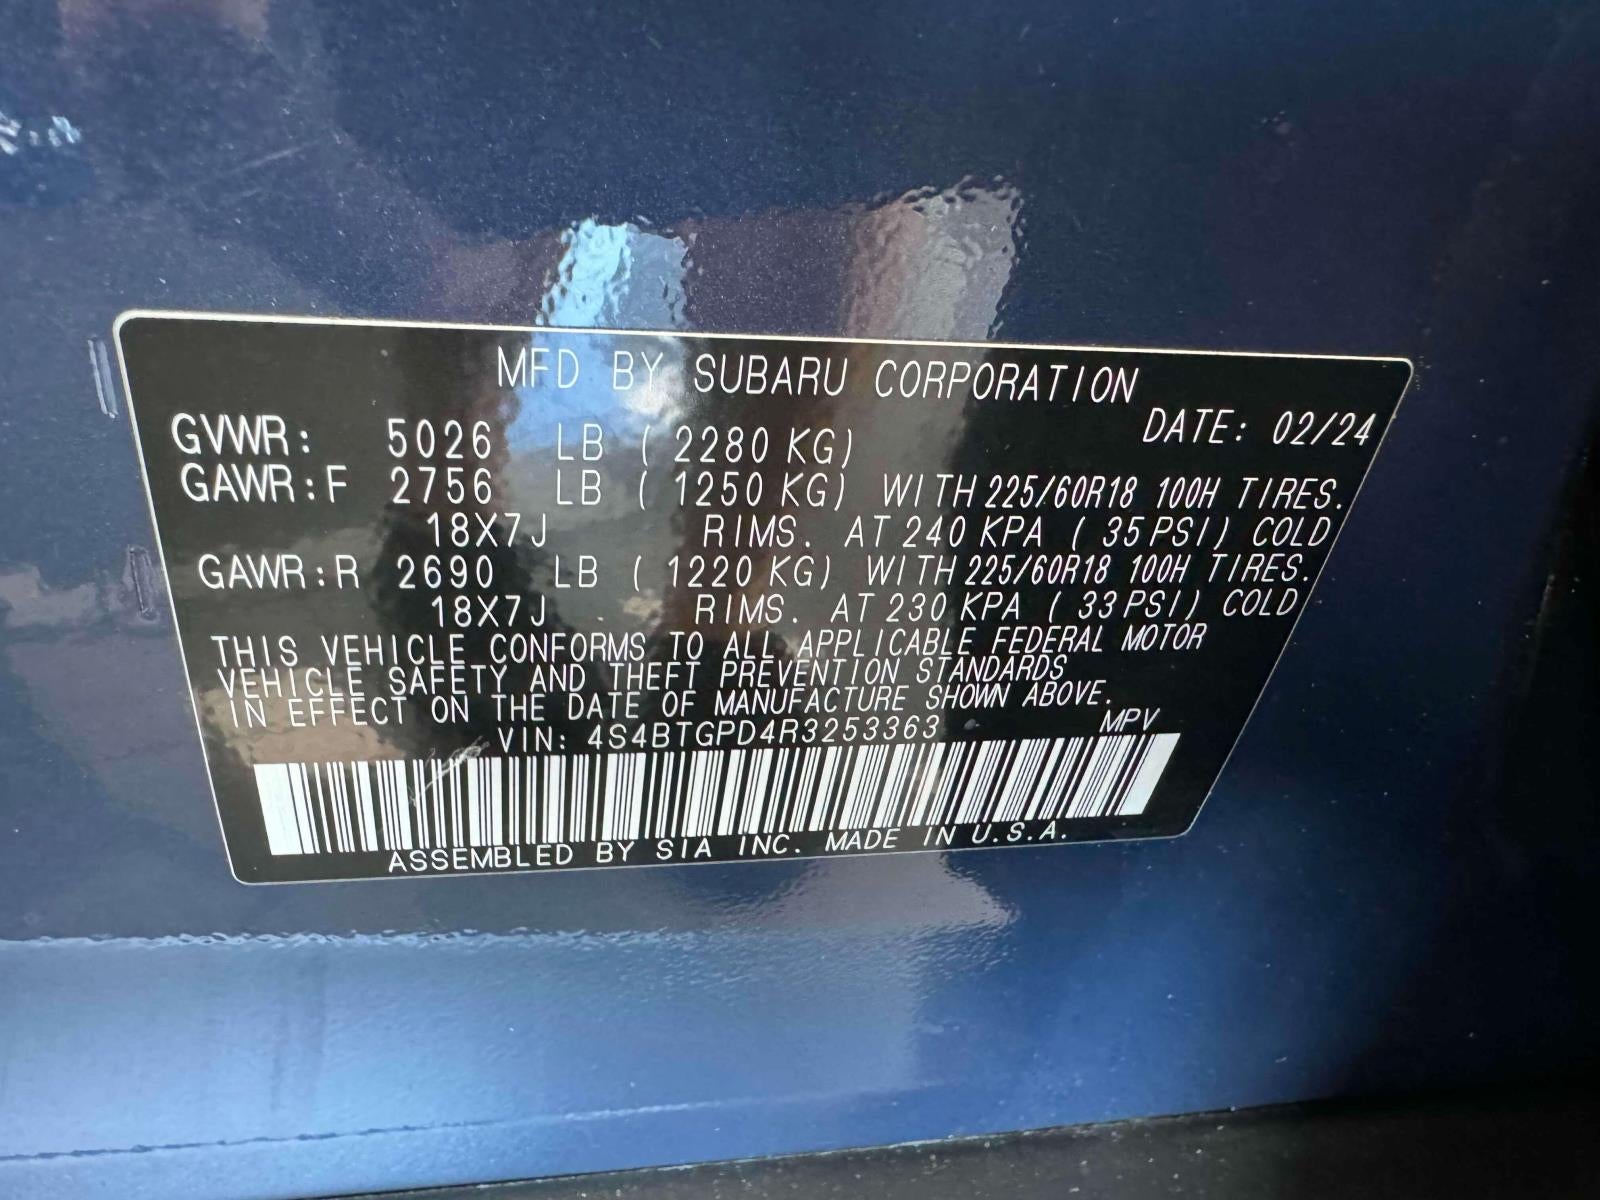 MFD BY SUBARU CORPORATION
DATE: 02/24
GVWR: 5026 LB ( 2280 KG)
GAWR:F 2756 LB ( 1250 KG) WITH 225/60R18 100H TIRES.
18X7J RIMS. AT 240 KPA ( 35 PSI) COLD
GAWR:R 2690 LB ( 1220 KG) WITH 225/60R18 100H TIRES.
18X7J RIMS. AT 230 KPA ( 33 PSI) COLD
THIS VEHICLE CONFORMS TO ALL APPLICABLE FEDERAL MOTOR
VEHICLE SAFETY AND THEFT PREVENTION STANDARDS
IN EFFECT ON THE DATE OF MANUFACTURE SHOWN ABOVE.
VIN: 4S4BTGPD4R3253363 MPV
ASSEMBLED BY SIA INC. MADE IN U.S.A.